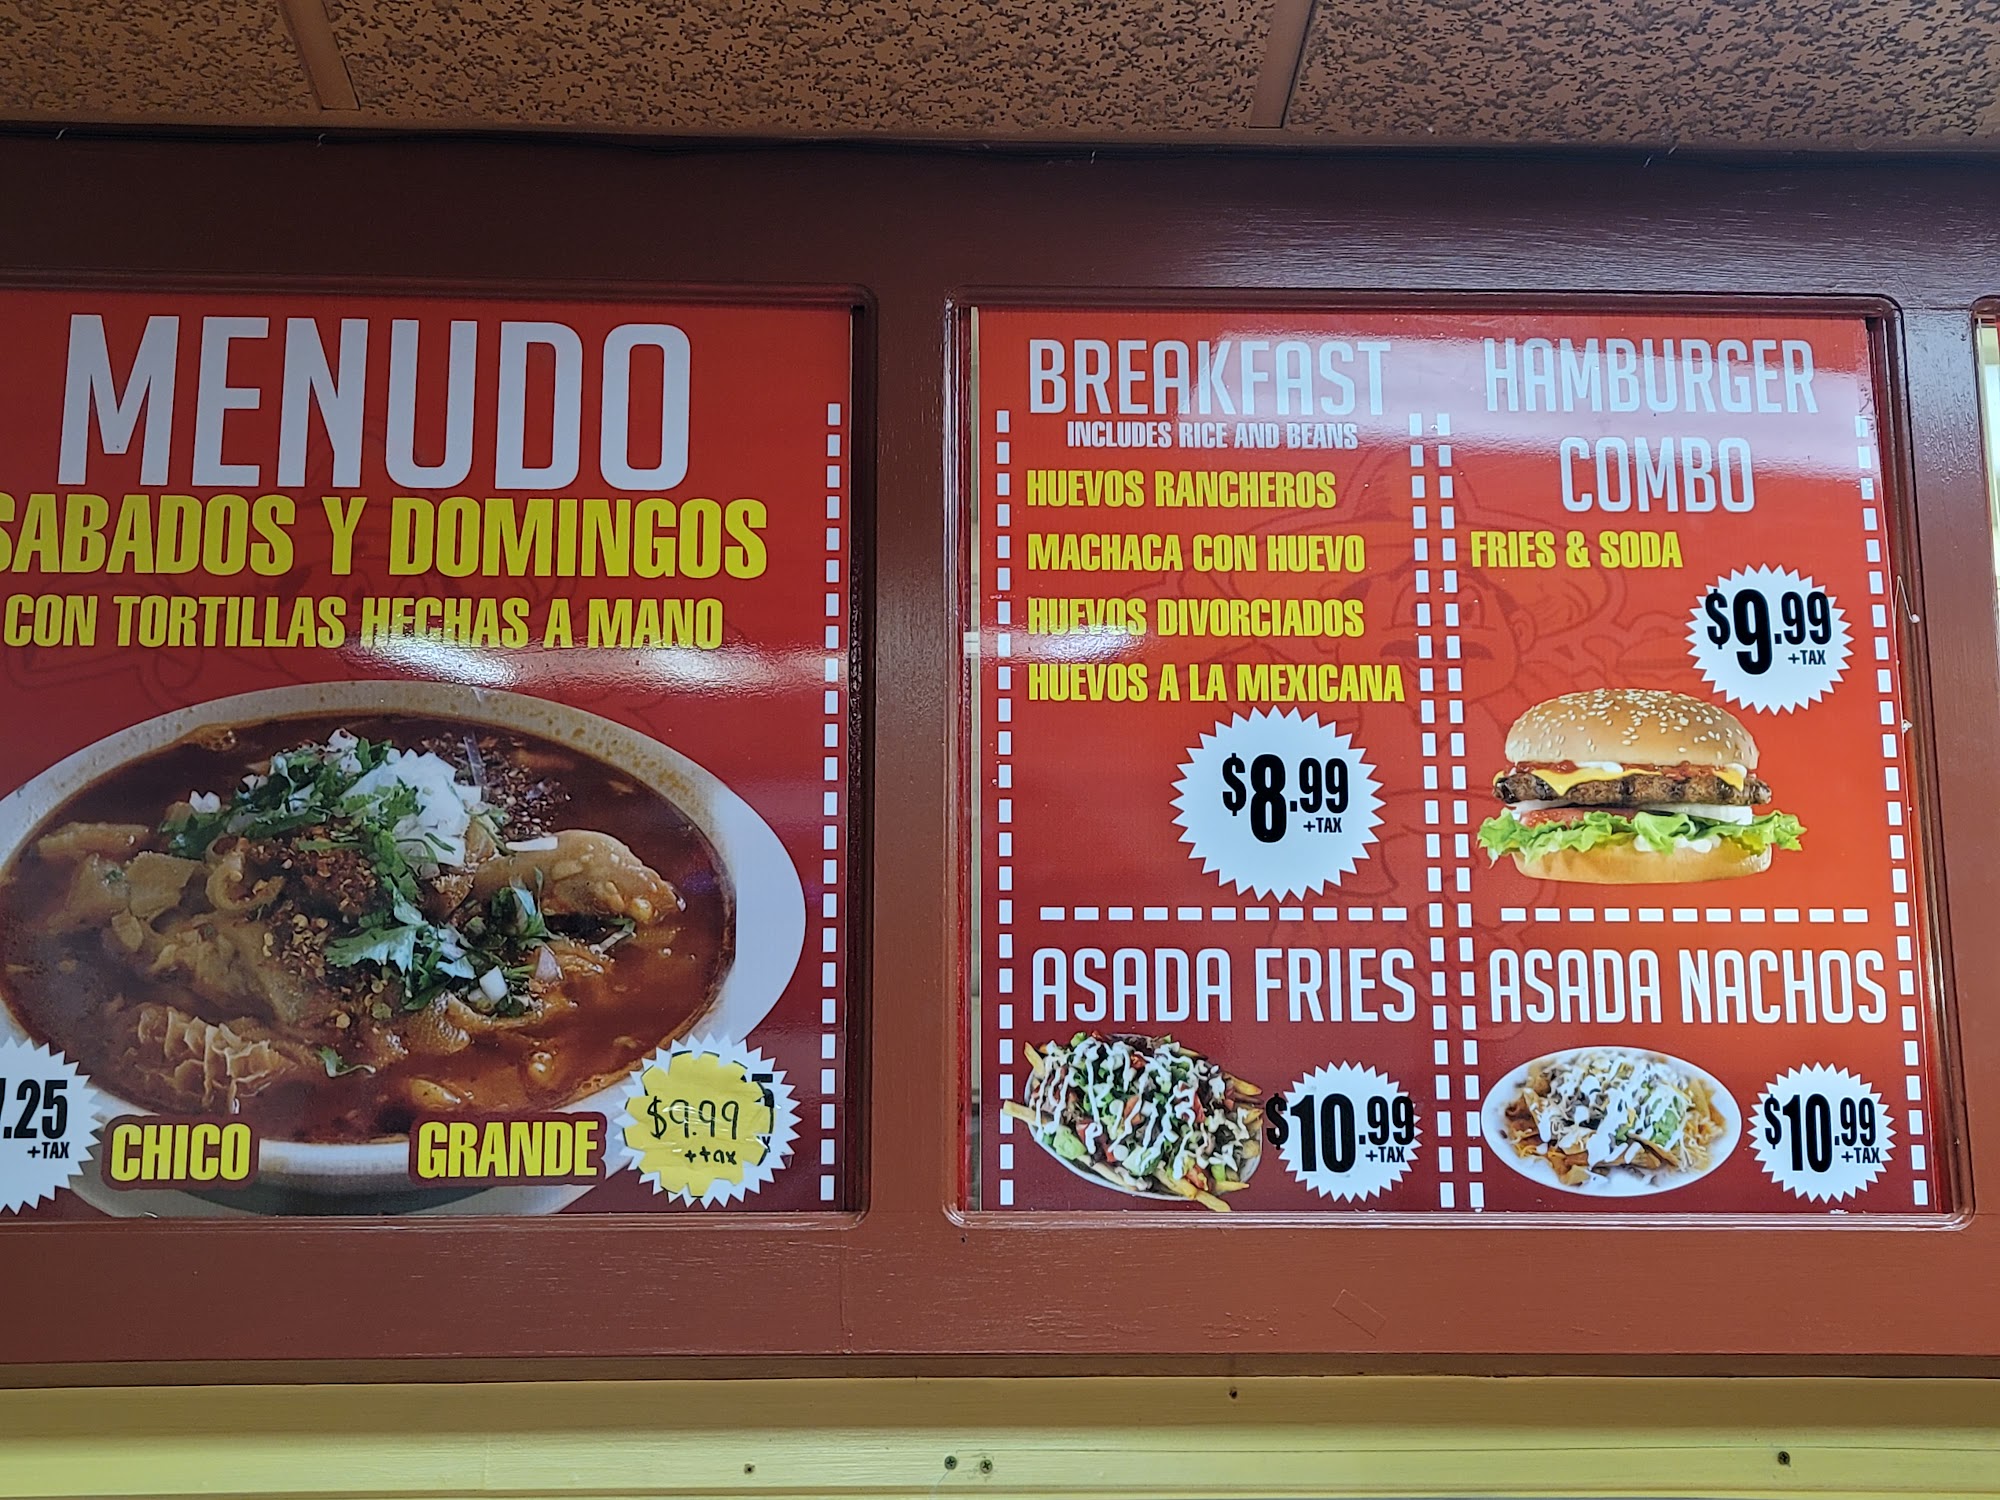 MENUDO
SABADOS Y DOMINGOS
CON TORTILLAS HECHAS A MANO
.25
+TAX
CHICO
GRANDE
$9.99
+tax
BREAKFAST
INCLUDES RICE AND BEANS
HUEVOS RANCHEROS
MACHACA CON HUEVO
HUEVOS DIVORCIADOS
HUEVOS A LA MEXICANA
$8.99
+TAX
HAMBURGER
COMBO
FRIES & SODA
$9.99
+TAX
ASADA FRIES
$10.99
+TAX
ASADA NACHOS
$10.99
+TAX